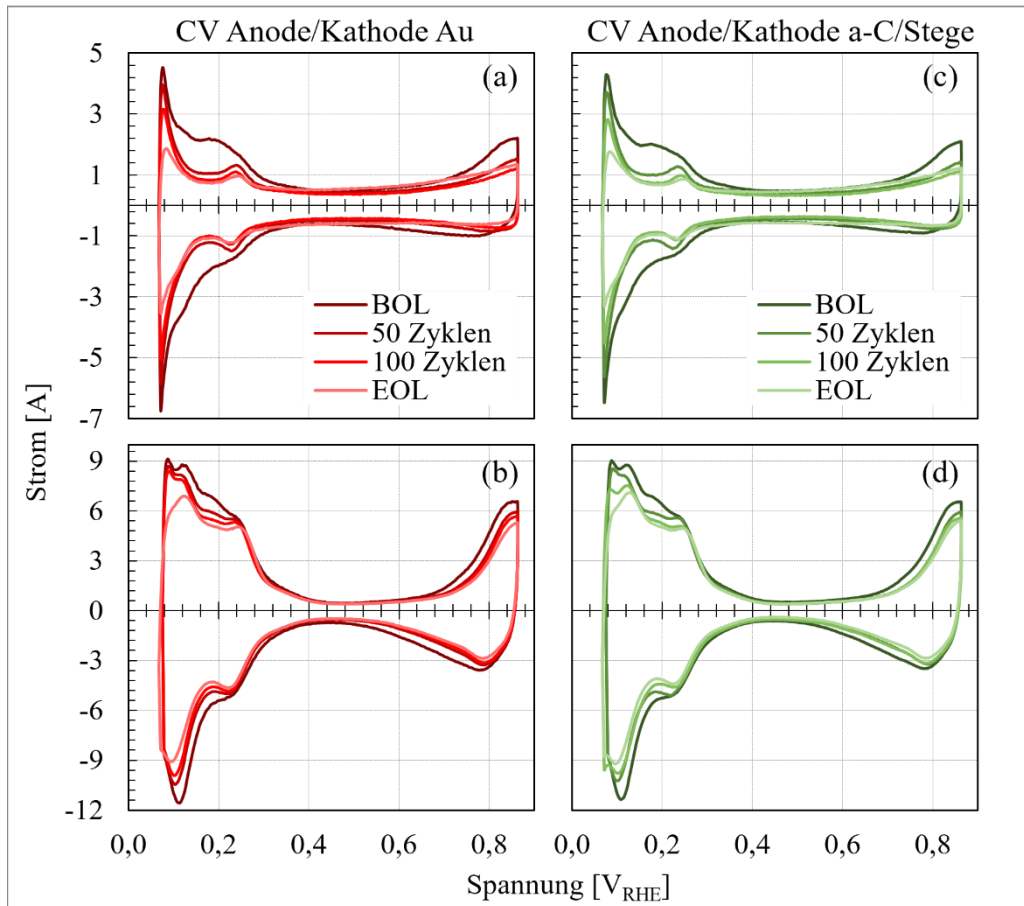 CV Anode/Kathode Au
CV Anode/Kathode a-C/Stege
5
3
1
-1
-3
-5
-7
(a)
BOL
50 Zyklen
100 Zyklen
EOL
(c)
BOL
50 Zyklen
100 Zyklen
EOL
Strom [A]
9
6
3
0
-3
-6
-9
-12
(b)
(d)
0,0
0,2
0,4
0,6
0,8
0,0
0,2
0,4
0,6
0,8
Spannung [V_RHE]